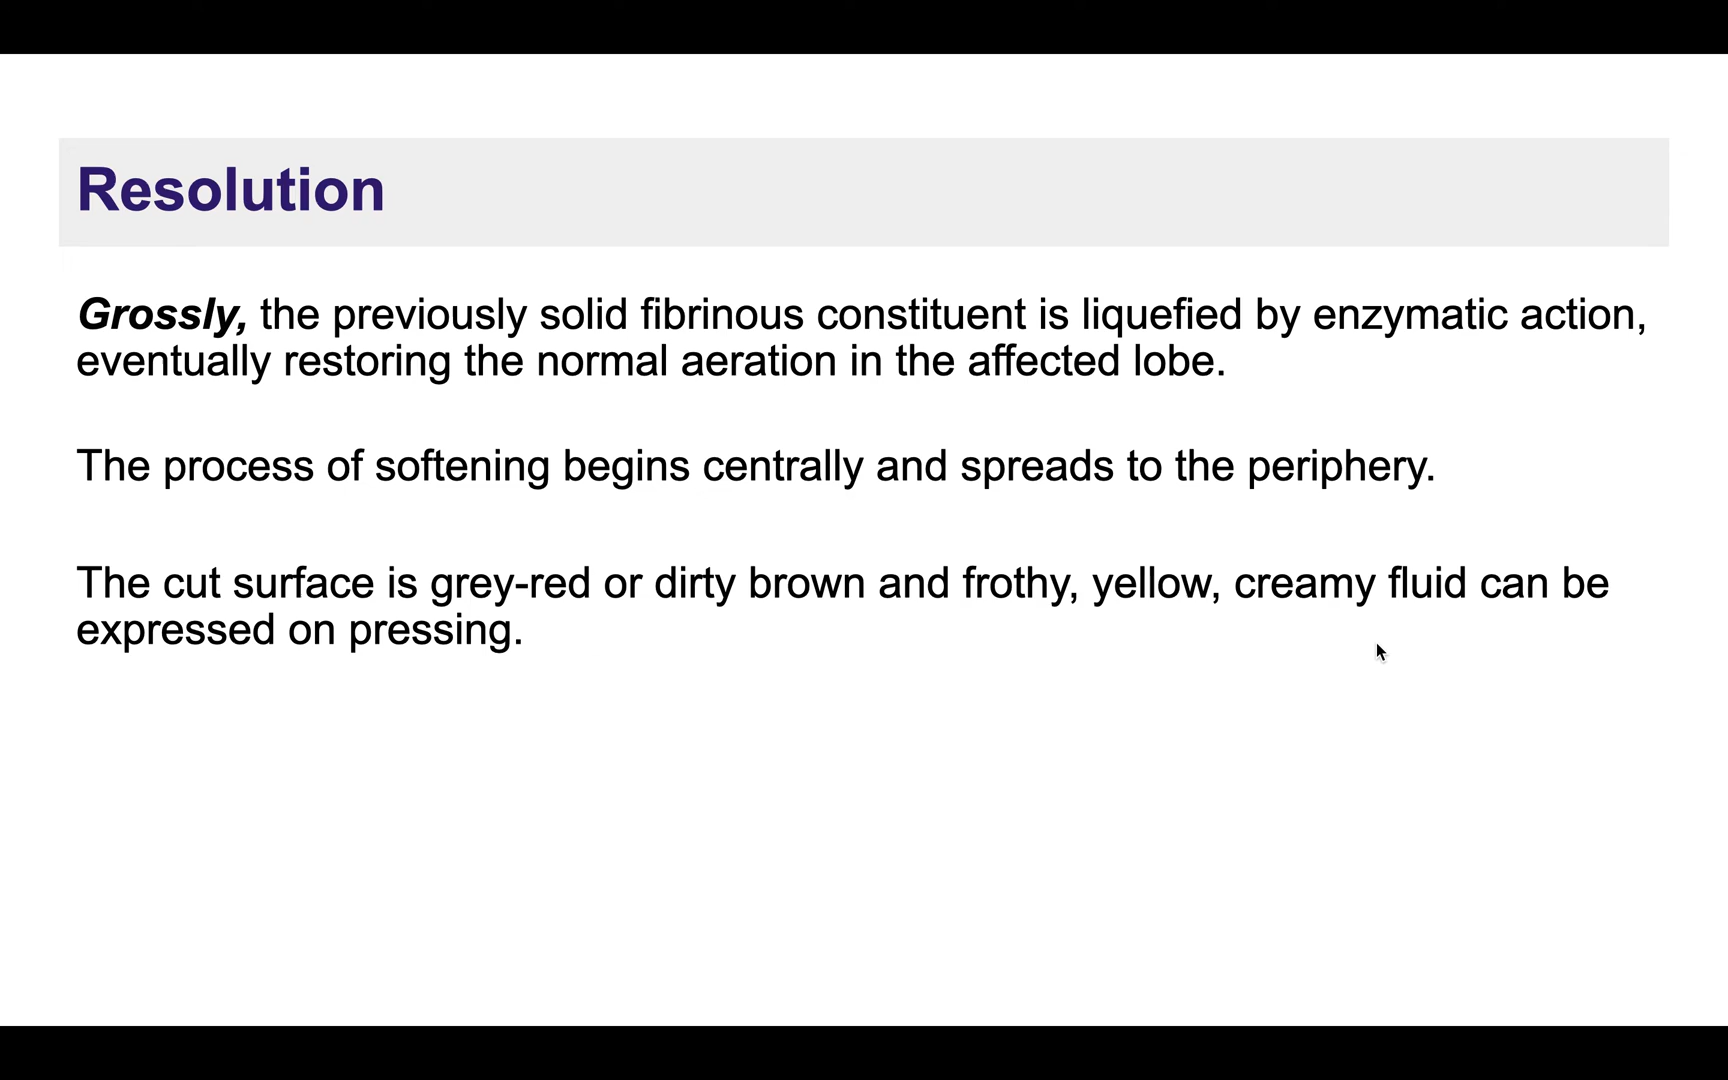 Resolution
Grossly, the previously solid fibrinous constituent is liquefied by enzymatic action,
eventually restoring the normal aeration in the affected lobe.
The process of softening begins centrally and spreads to the periphery.
The cut surface is grey-red or dirty brown and frothy, yellow, creamy fluid can be
expressed on pressing.